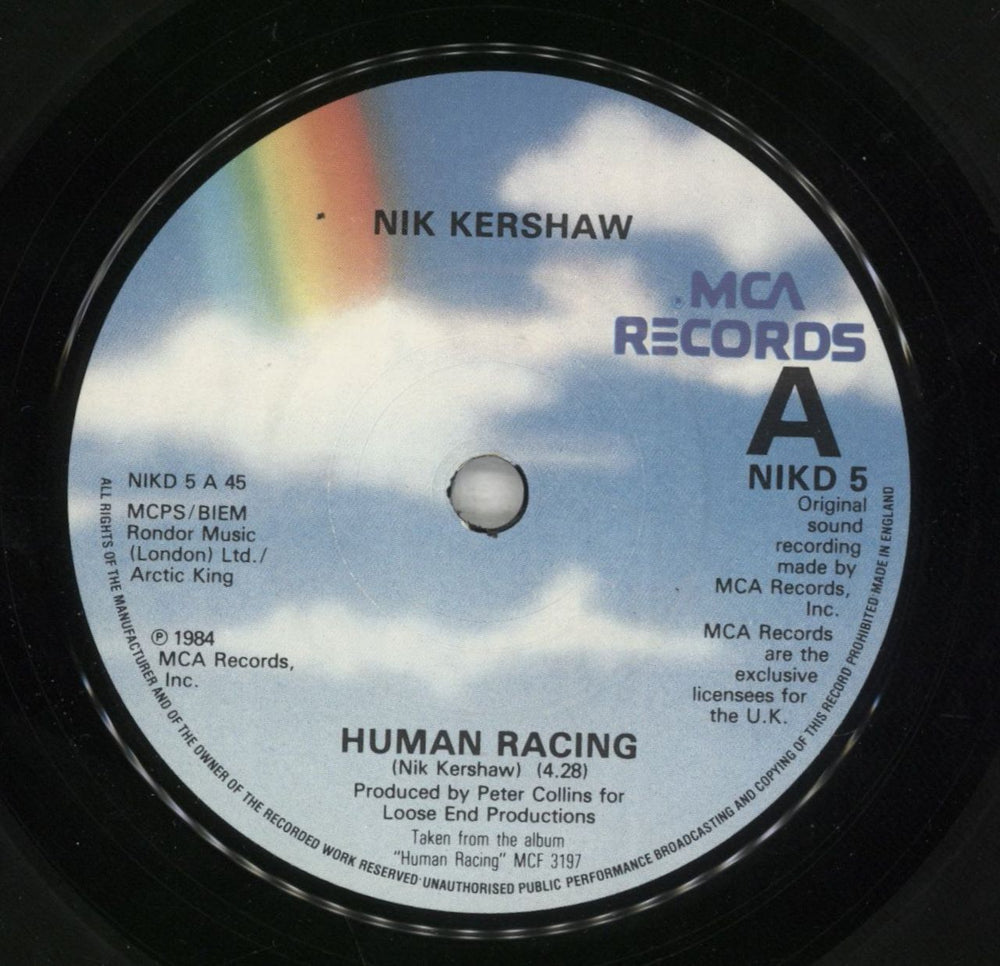 NIK KERSHAW
MCA
RECORDS
A
NIKD 5
Original
sound
recording
made by
MCA Records,
Inc.
MCA Records
are the
exclusive
licensees for
the U.K.
NIKD 5 A 45
MCPS/BIEM
Rondor Music
(London) Ltd./
Arctic King
℗ 1984
MCA Records,
Inc.
HUMAN RACING
(Nik Kershaw) (4.28)
Produced by Peter Collins for
Loose End Productions
Taken from the album
"Human Racing" MCF 3197
ALL RIGHTS OF THE MANUFACTURER AND OF THE OWNER OF THE RECORDED WORK RESERVED·UNAUTHORISED PUBLIC PERFORMANCE BROADCASTING AND COPYING OF THIS RECORD PROHIBITED·MADE IN ENGLAND